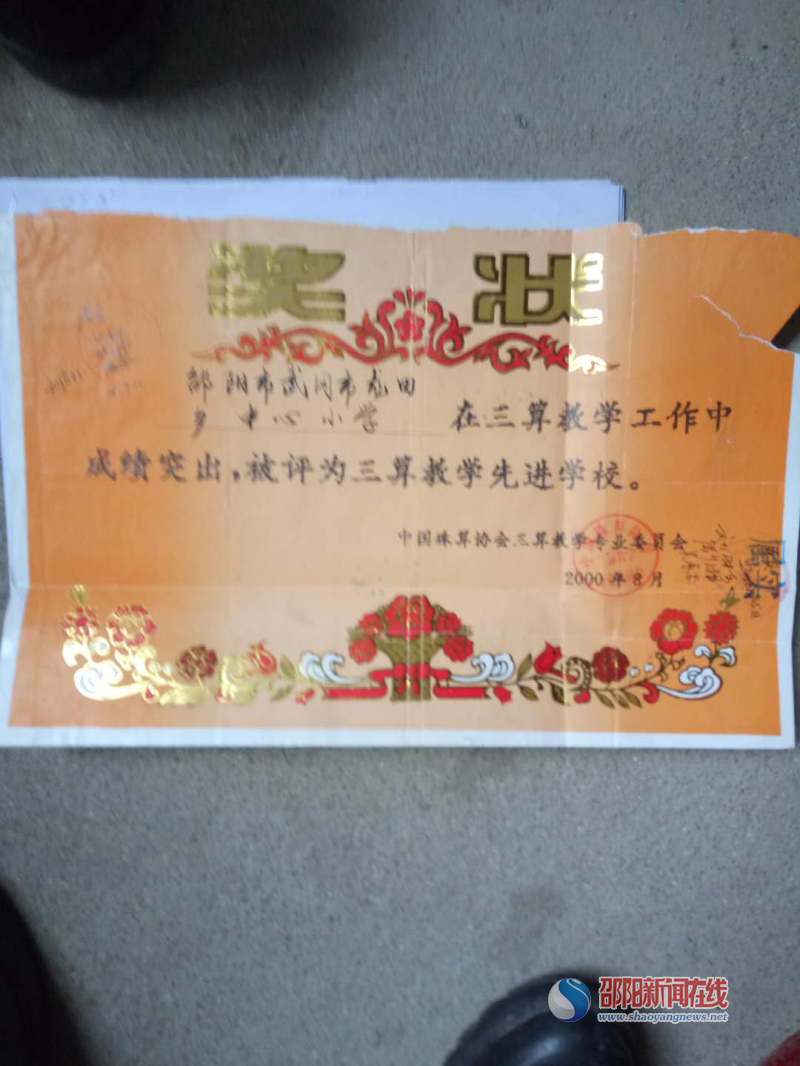 奖状
邵阳市武冈市龙田
乡中心小学 在三算教学工作中
成绩突出，被评为三算教学先进学校。
中国珠算协会三算教学专业委员会
2000年8月
邵阳新闻在线
www.shaoyangnews.net